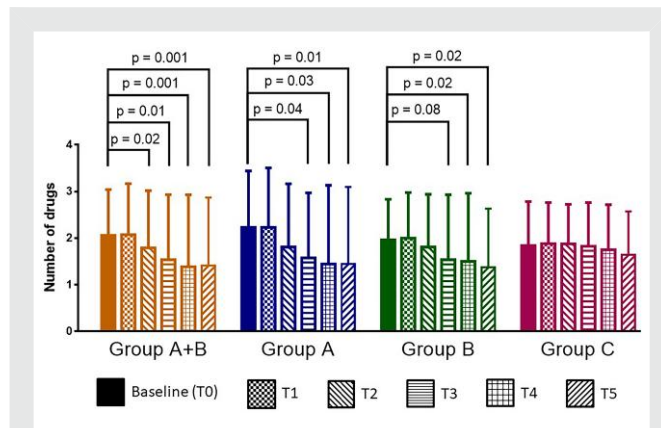 p = 0.001
p = 0.001
p = 0.01
p = 0.02
p = 0.01
p = 0.03
p = 0.04
p = 0.02
p = 0.02
p = 0.08
Number of drugs
4
3
2
1
0
Group A+B
Group A
Group B
Group C
Baseline (T0)
T1
T2
T3
T4
T5